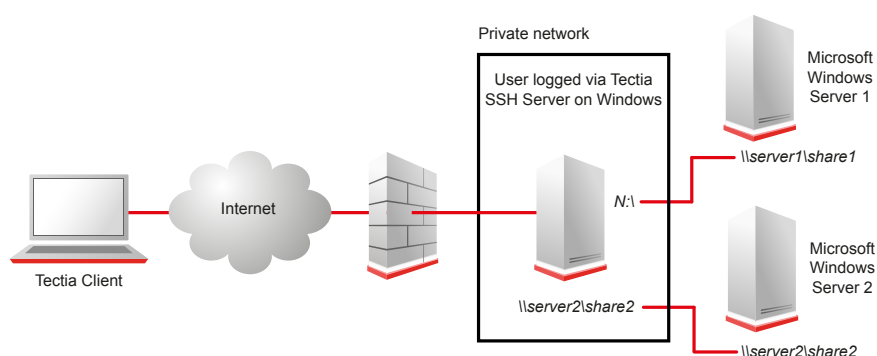 Private network
User logged via Tectia
SSH Server on Windows
Microsoft
Windows
Server 1
\\server1\share1
N:\
Internet
Tectia Client
Microsoft
Windows
Server 2
\\server2\share2
\\server2\share2